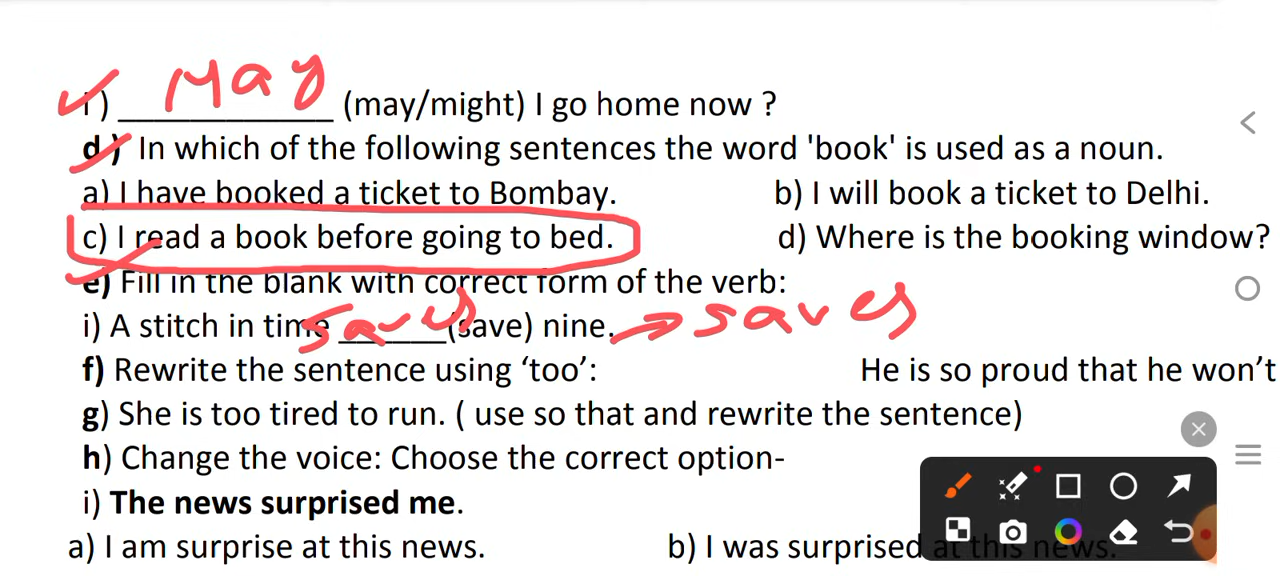 May
i) ____________ (may/might) I go home now ?
d ) In which of the following sentences the word 'book' is used as a noun.
a) I have booked a ticket to Bombay. b) I will book a ticket to Delhi.
c) I read a book before going to bed. d) Where is the booking window?
e) Fill in the blank with correct form of the verb:
saves → saves
i) A stitch in time ______(save) nine.
f) Rewrite the sentence using ‘too’: He is so proud that he won’t
g) She is too tired to run. ( use so that and rewrite the sentence)
h) Change the voice: Choose the correct option-
i) The news surprised me.
a) I am surprise at this news. b) I was surprised at this news.